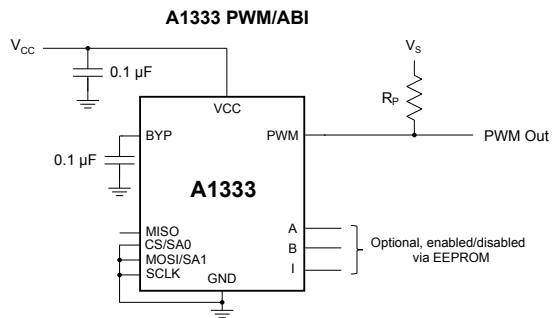 A1333 PWM/ABI
VCC
VS
0.1 µF
RP
VCC
BYP
PWM
PWM Out
0.1 µF
A1333
MISO
CS/SA0
MOSI/SA1
SCLK
GND
A
B
I
Optional, enabled/disabled
via EEPROM